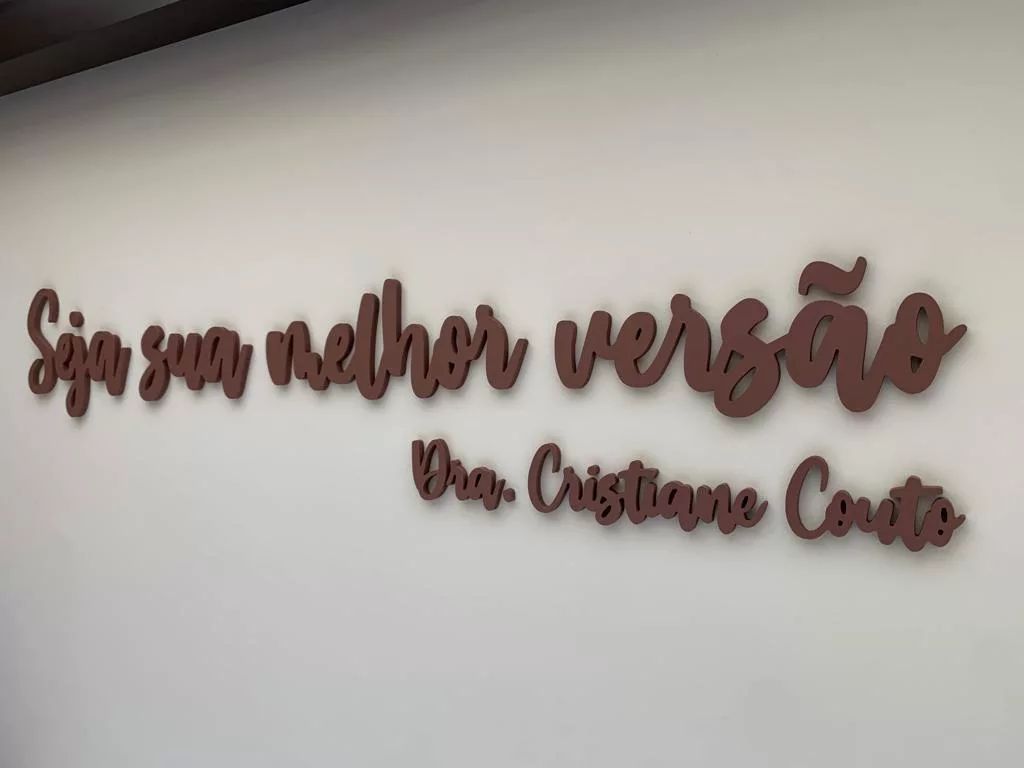 Seja sua melhor versão
Dra. Cristiane Couto